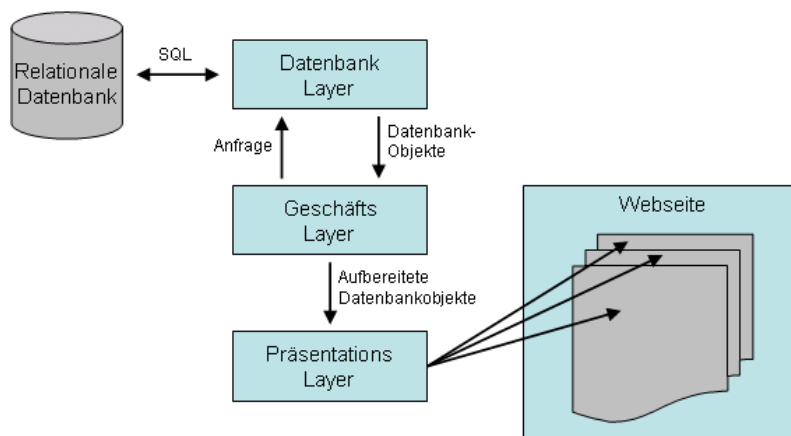 SQL
Relationale
Datenbank
Datenbank
Layer
Anfrage
Datenbank-
Objekte
Geschäfts
Layer
Webseite
Aufbereitete
Datenbankobjekte
Präsentations
Layer